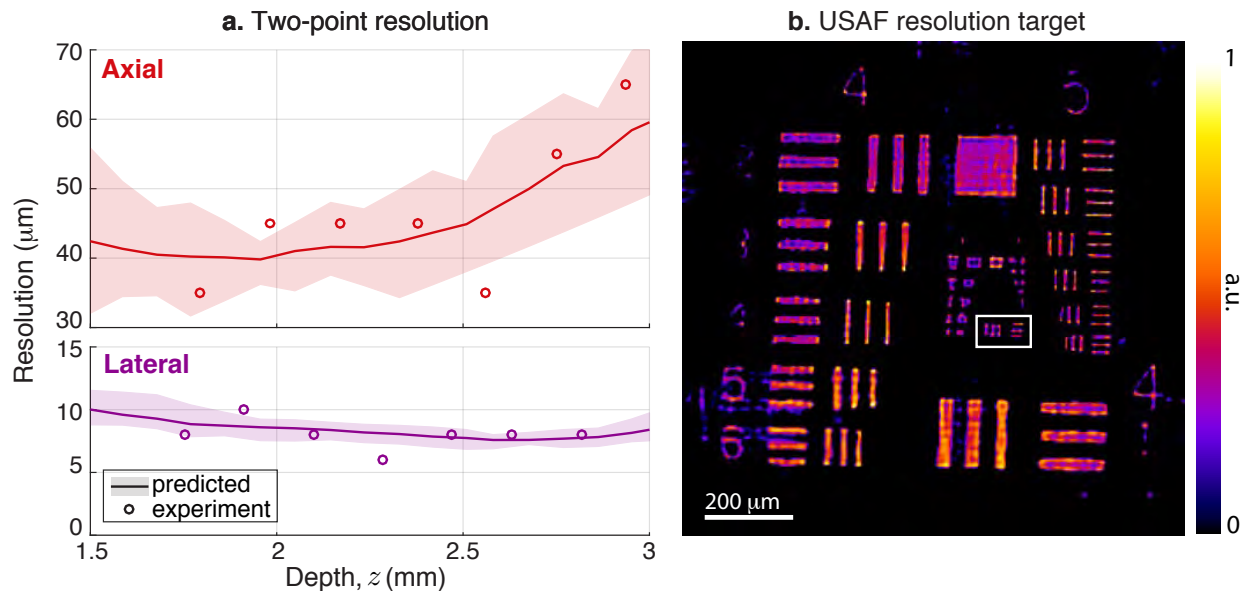 a. Two-point resolution
Axial
70
60
50
40
30
Lateral
15
10
5
0
predicted
experiment
1.5
2
2.5
3
Resolution (μm)
Depth, z (mm)
b. USAF resolution target
4
5
5
4
6
200 μm
1
a.u.
0